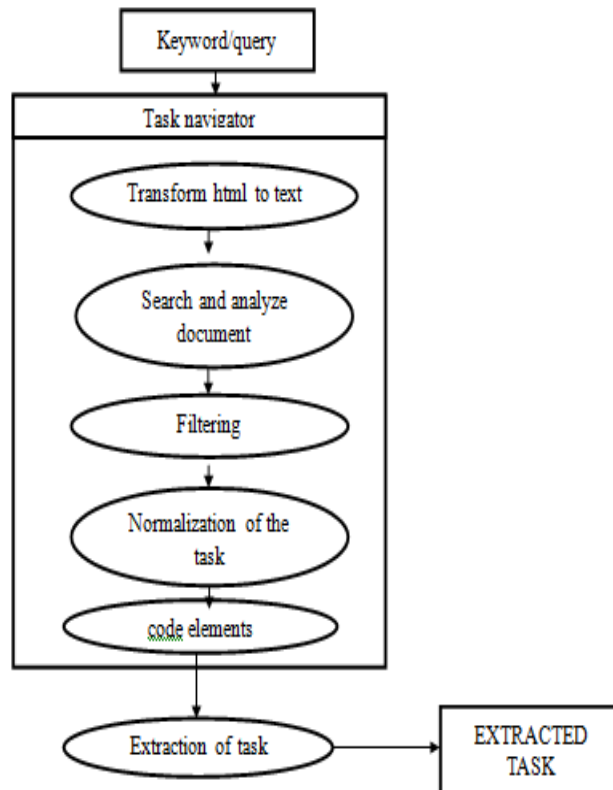 Keyword/query
Task navigator
Transform html to text
Search and analyze
document
Filtering
Normalization of the
task
code elements
Extraction of task
EXTRACTED
TASK